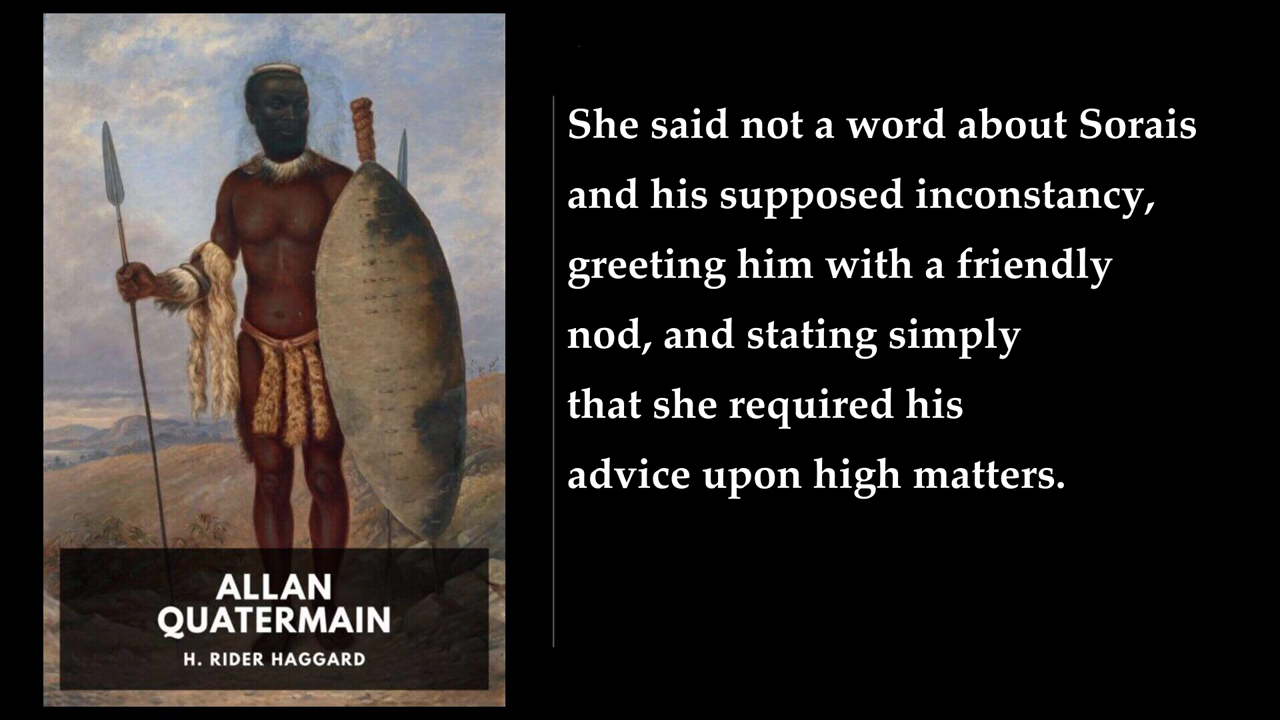 She said not a word about Sorais
and his supposed inconstancy,
greeting him with a friendly
nod, and stating simply
that she required his
advice upon high matters.
ALLAN
QUATERMAIN
H. RIDER HAGGARD